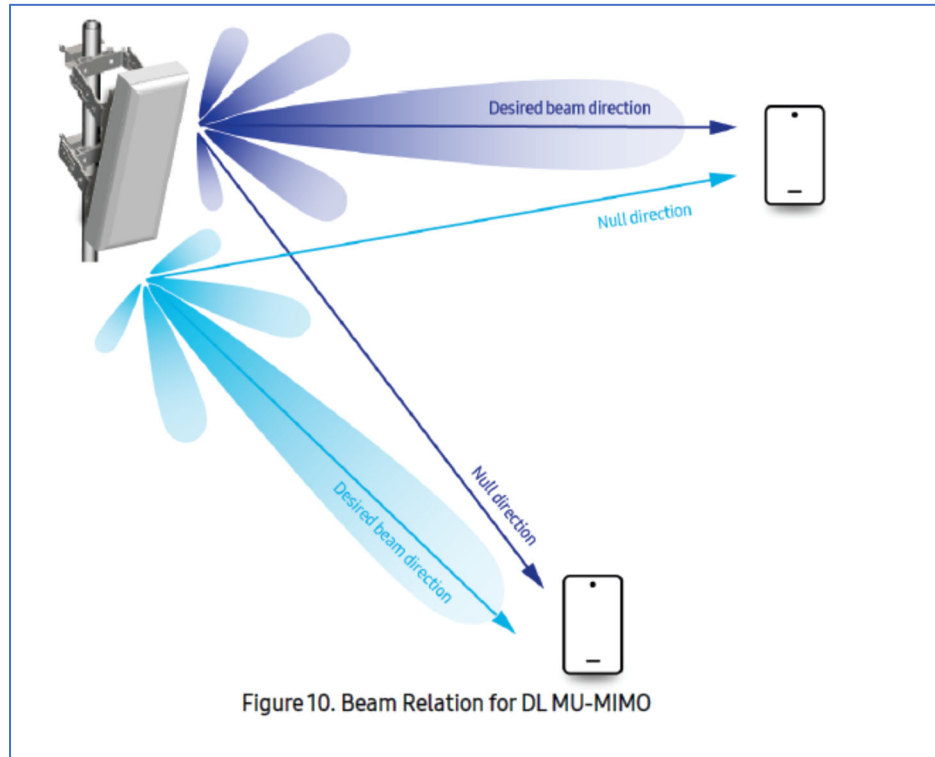 Desired beam direction
Null direction
Null direction
Desired beam direction
Figure 10. Beam Relation for DL MU-MIMO